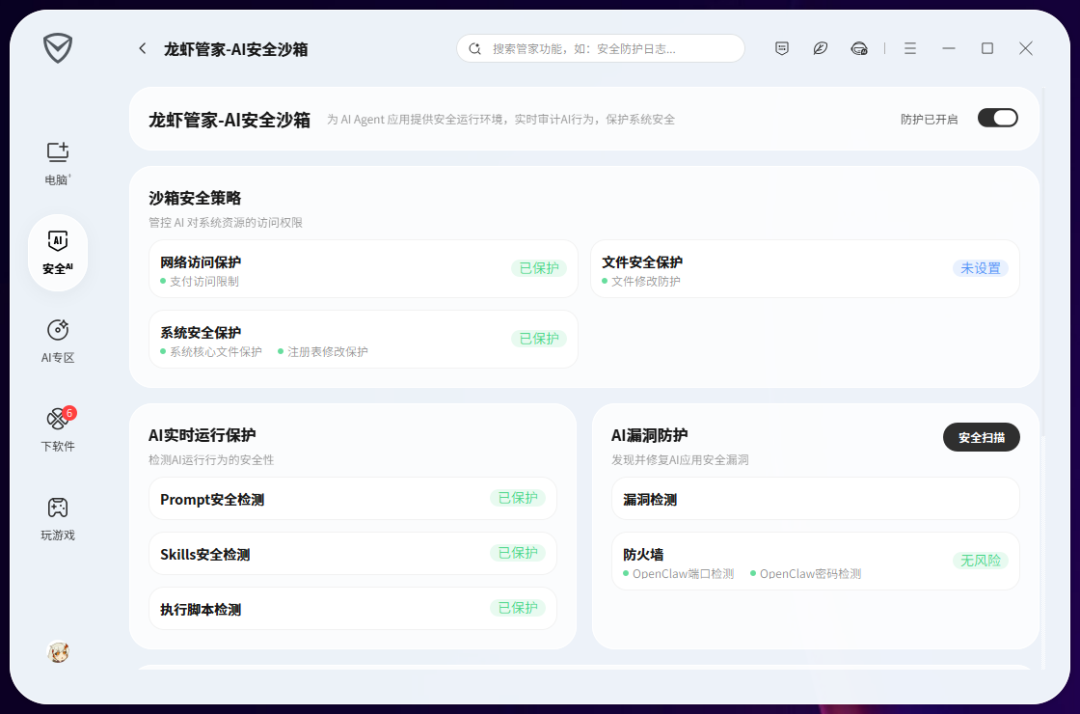 龙虾管家-AI安全沙箱
搜索管家功能，如：安全防护日志...
电脑+
安全AI
AI专区
6
下软件
玩游戏
龙虾管家-AI安全沙箱
为 AI Agent 应用提供安全运行环境，实时审计AI行为，保护系统安全
防护已开启
沙箱安全策略
管控 AI 对系统资源的访问权限
网络访问保护
支付访问限制
已保护
文件安全保护
文件修改防护
未设置
系统安全保护
系统核心文件保护 注册表修改保护
已保护
AI实时运行保护
检测AI运行行为的安全性
Prompt安全检测 已保护
Skills安全检测 已保护
执行脚本检测 已保护
AI漏洞防护
发现并修复AI应用安全漏洞
安全扫描
漏洞检测
防火墙
OpenClaw端口检测 OpenClaw密码检测
无风险